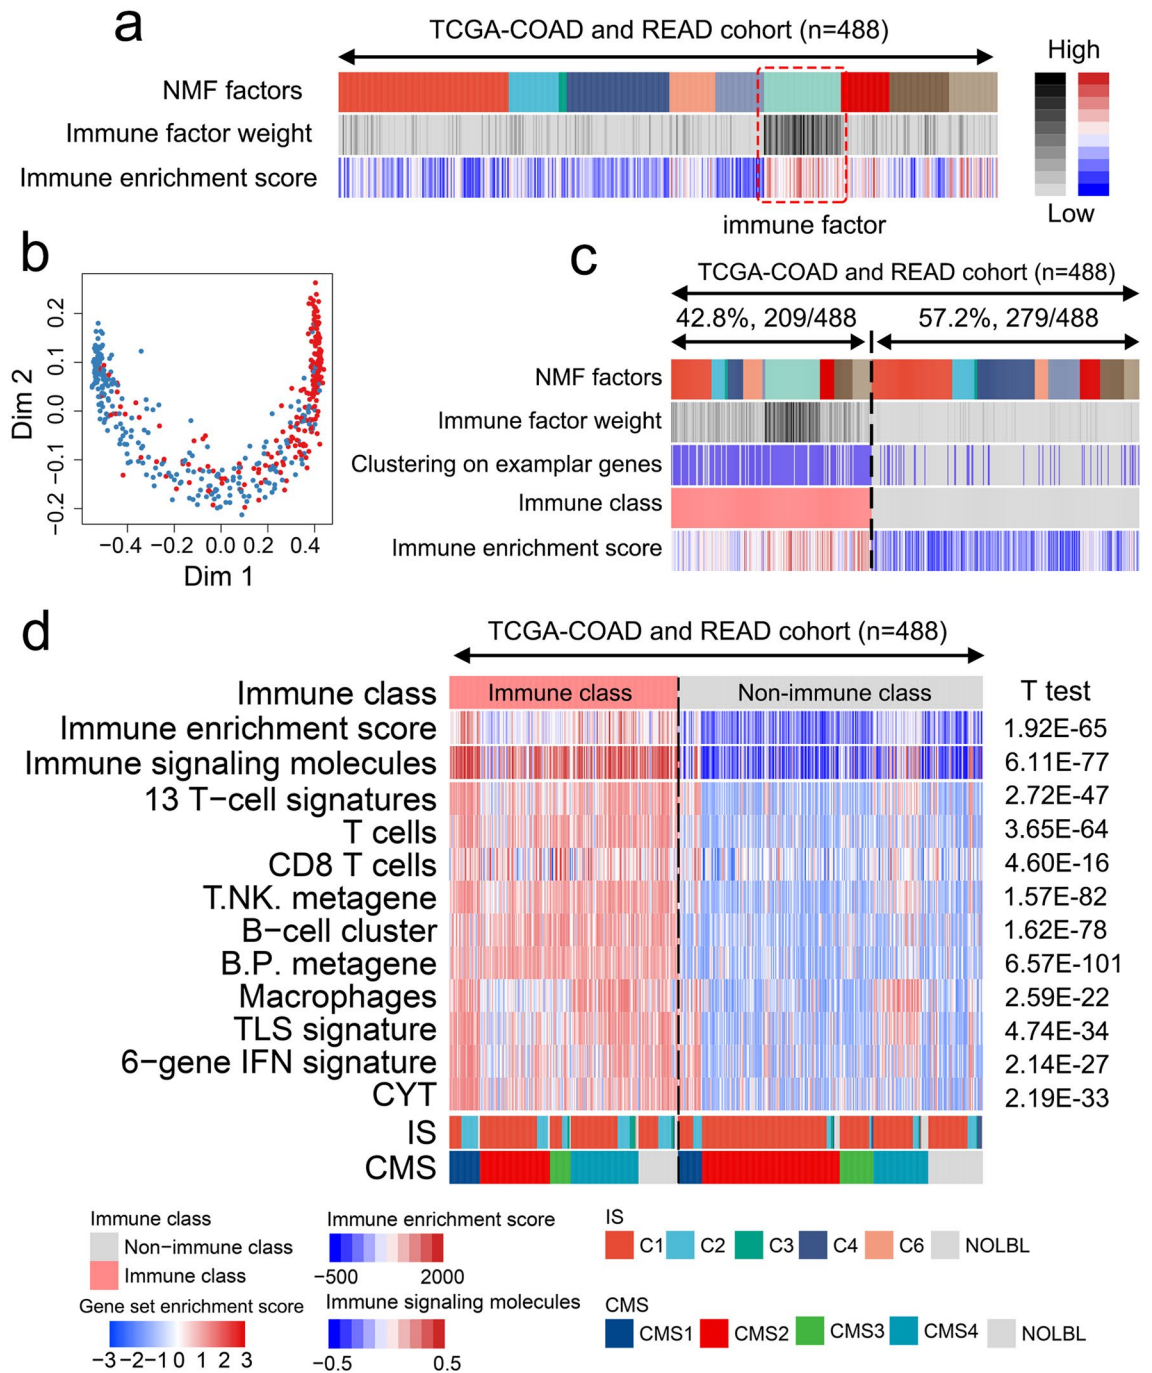 a
TCGA-COAD and READ cohort (n=488)
NMF factors
Immune factor weight
Immune enrichment score
immune factor
High
Low
b
Dim 2
0.2
0.1
0.0
−0.1
−0.2
−0.4 −0.2 0.0 0.2 0.4
Dim 1
c
TCGA-COAD and READ cohort (n=488)
42.8%, 209/488 57.2%, 279/488
NMF factors
Immune factor weight
Clustering on examplar genes
Immune class
Immune enrichment score
d
TCGA-COAD and READ cohort (n=488)
Immune class Immune class Non-immune class T test
Immune enrichment score 1.92E-65
Immune signaling molecules 6.11E-77
13 T−cell signatures 2.72E-47
T cells 3.65E-64
CD8 T cells 4.60E-16
T.NK. metagene 1.57E-82
B−cell cluster 1.62E-78
B.P. metagene 6.57E-101
Macrophages 2.59E-22
TLS signature 4.74E-34
6−gene IFN signature 2.14E-27
CYT 2.19E-33
IS
CMS
Immune class
Non-immune class
Immune class
Gene set enrichment score
−3 −2 −1 0 1 2 3
Immune enrichment score
−500 2000
Immune signaling molecules
−0.5 0.5
IS
C1 C2 C3 C4 C6 NOLBL
CMS
CMS1 CMS2 CMS3 CMS4 NOLBL